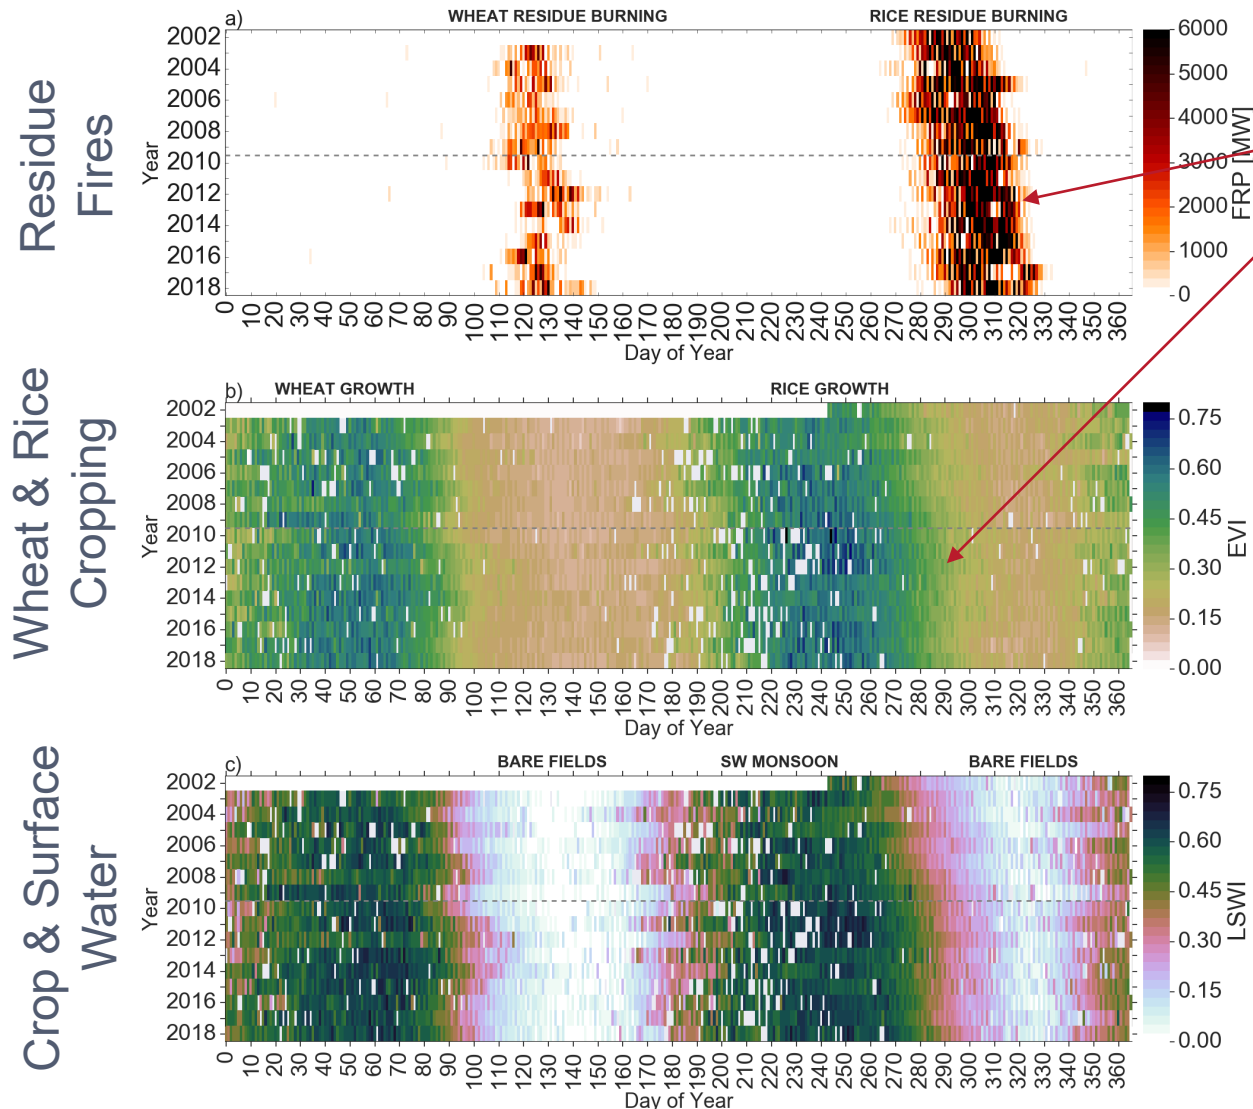 Residue
Fires
a)
WHEAT RESIDUE BURNING
RICE RESIDUE BURNING
2002
2004
2006
2008
2010
2012
2014
2016
2018
Year
0 10 20 30 40 50 60 70 80 90 100 110 120 130 140 150 160 170 180 190 200 210 220 230 240 250 260 270 280 290 300 310 320 330 340 350 360
Day of Year
6000
5000
4000
3000
2000
1000
0
FRP [MW]
Wheat & Rice
Cropping
b)
WHEAT GROWTH
RICE GROWTH
2002
2004
2006
2008
2010
2012
2014
2016
2018
Year
0 10 20 30 40 50 60 70 80 90 100 110 120 130 140 150 160 170 180 190 200 210 220 230 240 250 260 270 280 290 300 310 320 330 340 350 360
Day of Year
0.75
0.60
0.45
0.30
0.15
0.00
EVI
Crop & Surface
Water
c)
BARE FIELDS
SW MONSOON
BARE FIELDS
2002
2004
2006
2008
2010
2012
2014
2016
2018
Year
0 10 20 30 40 50 60 70 80 90 100 110 120 130 140 150 160 170 180 190 200 210 220 230 240 250 260 270 280 290 300 310 320 330 340 350 360
Day of Year
0.75
0.60
0.45
0.30
0.15
0.00
LSWI